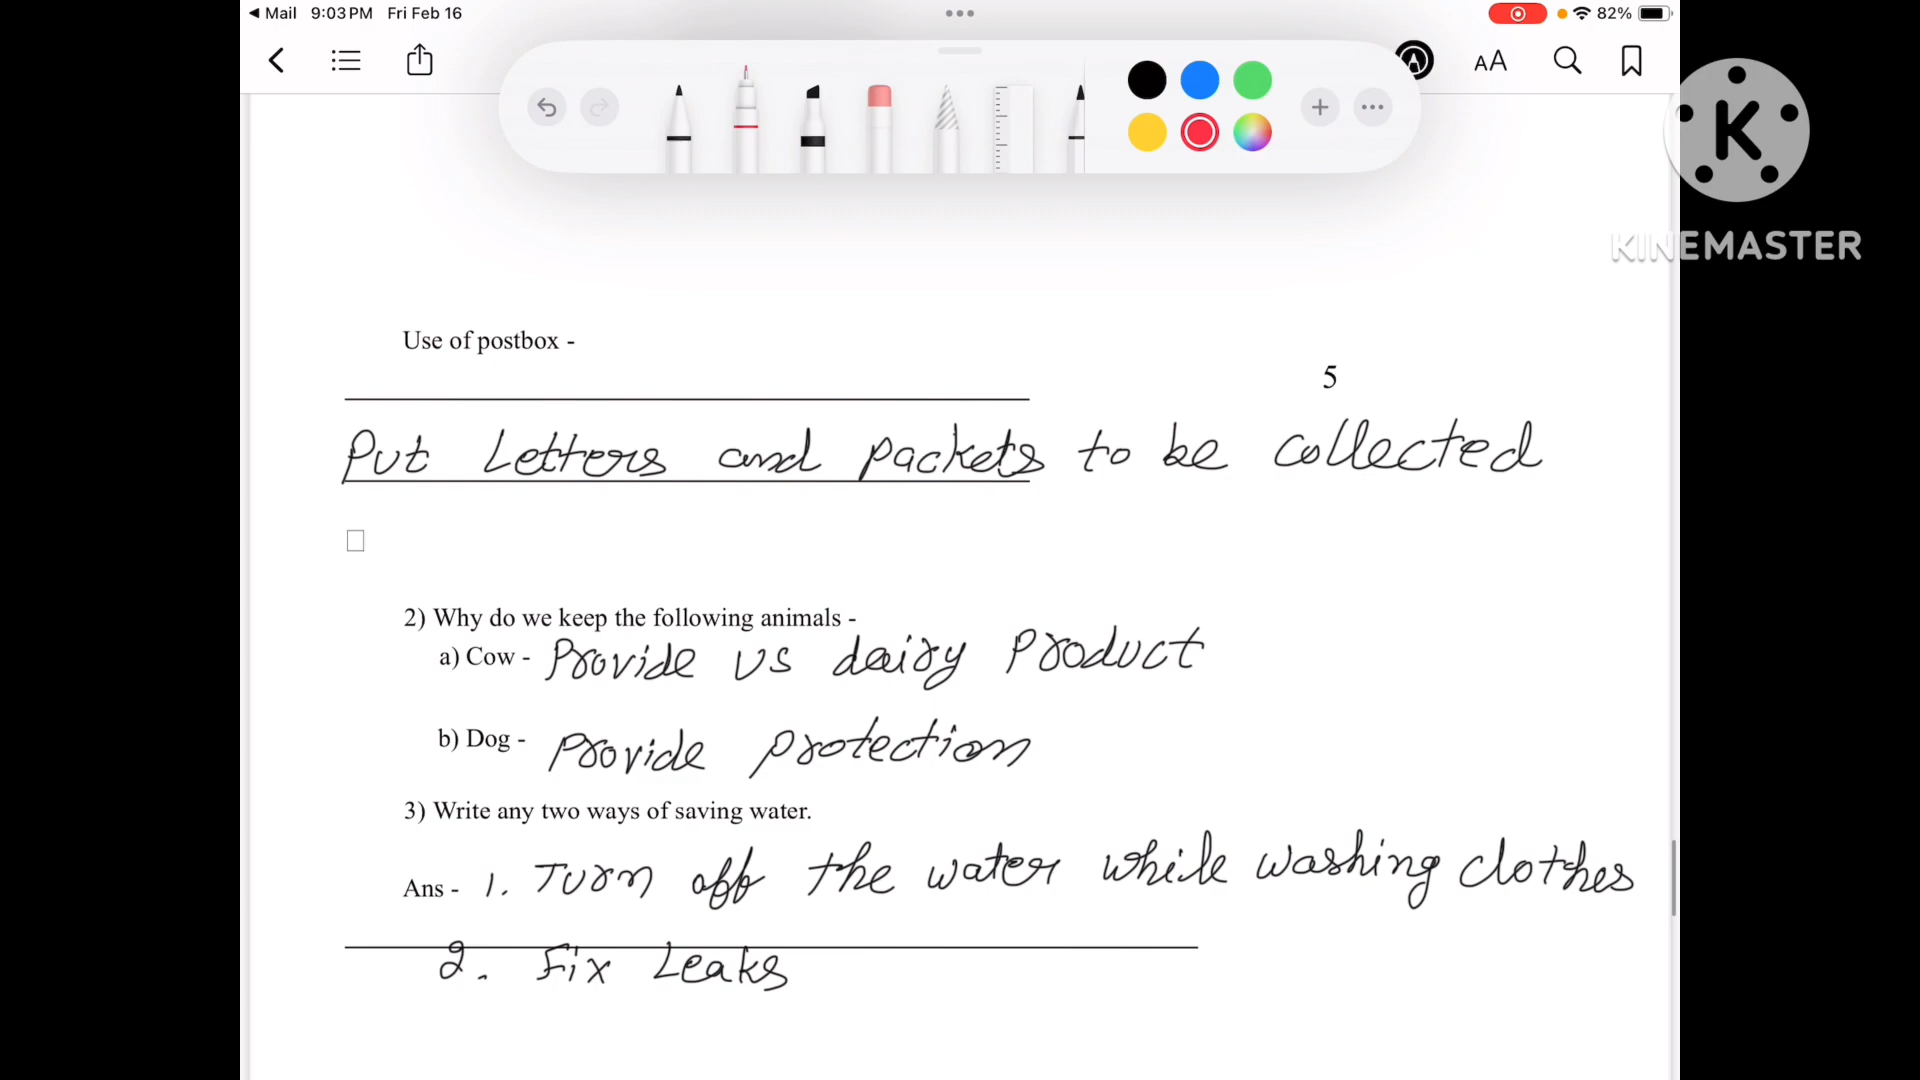 Mail 9:03 PM Fri Feb 16
82%
AA
K
KINEMASTER
Use of postbox -
5
Put Letters and packets to be collected
2) Why do we keep the following animals -
a) Cow - Provide us dairy product
b) Dog - Provide protection
3) Write any two ways of saving water.
Ans - 1. Turn off the water while washing clothes
2. Fix Leaks